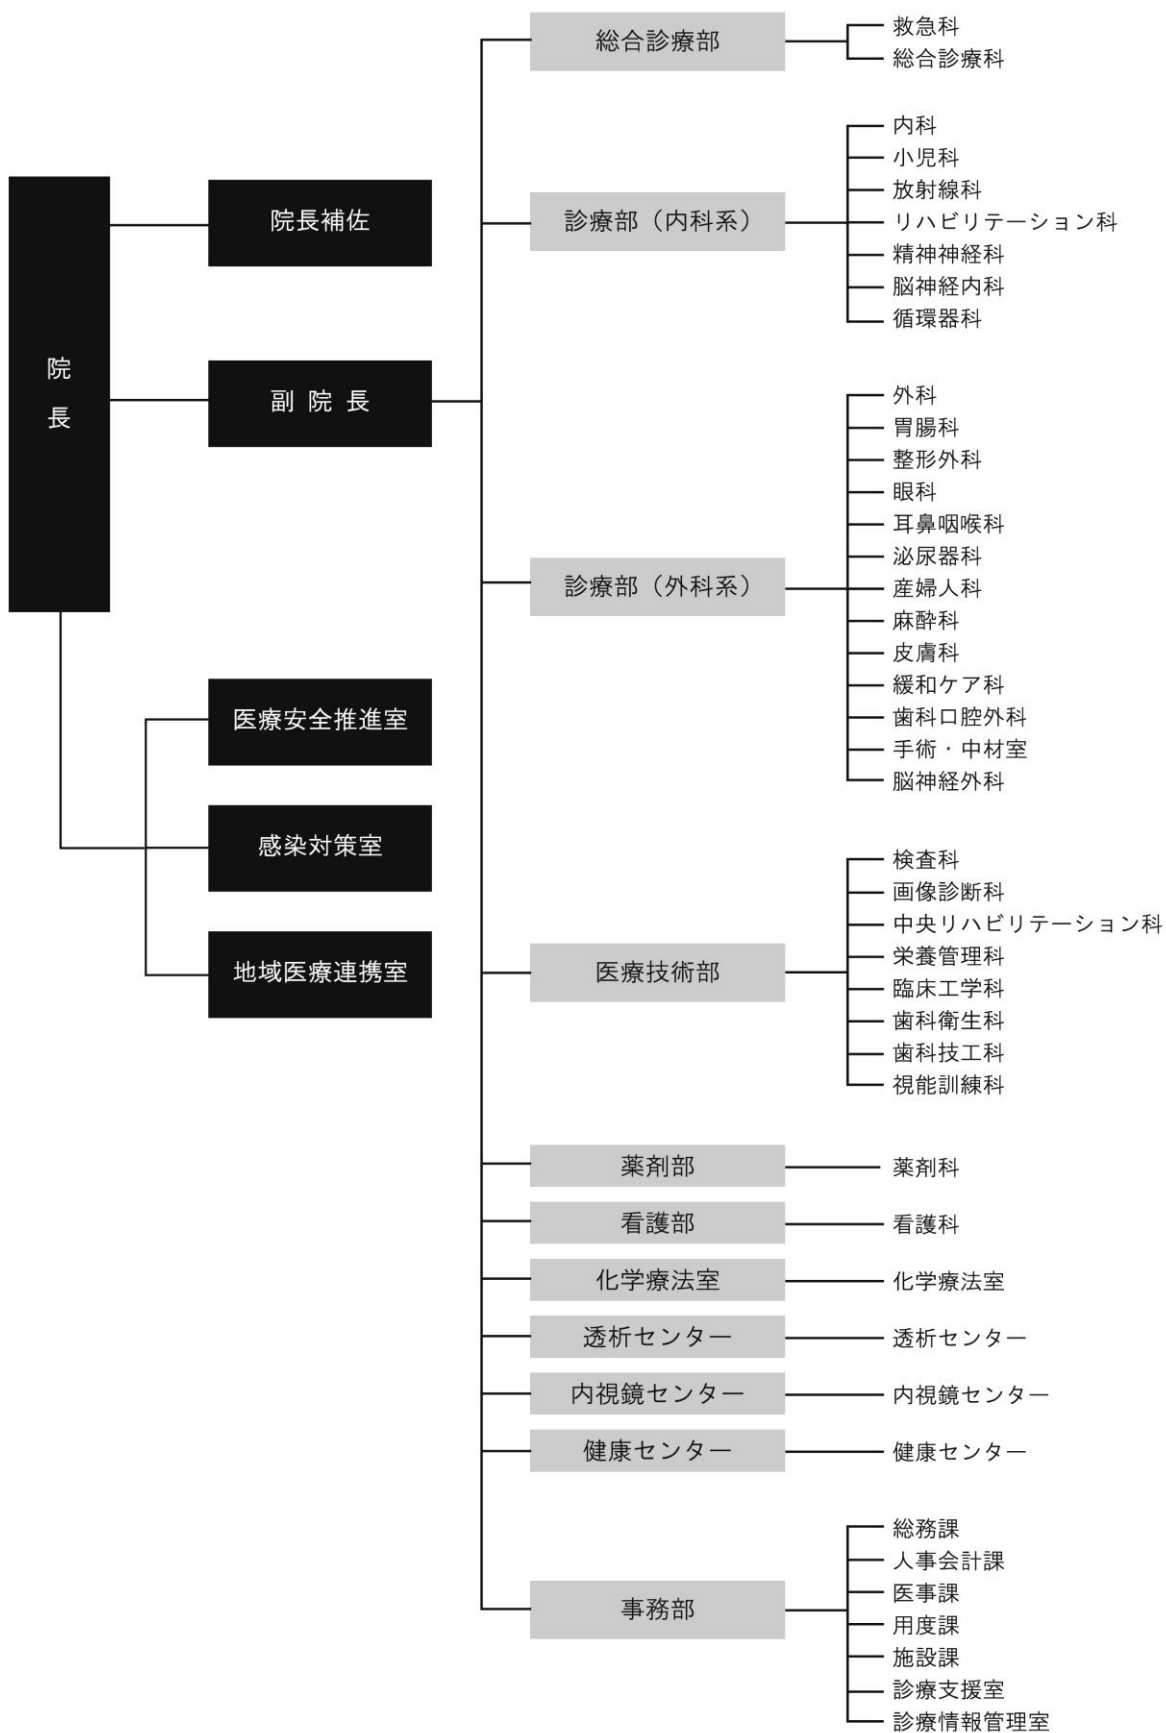 院長
院長補佐
副院長
医療安全推進室
感染対策室
地域医療連携室
総合診療部
救急科
総合診療科
診療部（内科系）
内科
小児科
放射線科
リハビリテーション科
精神神経科
脳神経内科
循環器科
診療部（外科系）
外科
胃腸科
整形外科
眼科
耳鼻咽喉科
泌尿器科
産婦人科
麻酔科
皮膚科
緩和ケア科
歯科口腔外科
手術・中材室
脳神経外科
医療技術部
検査科
画像診断科
中央リハビリテーション科
栄養管理科
臨床工学科
歯科衛生科
歯科技工科
視能訓練科
薬剤部
薬剤科
看護部
看護科
化学療法室
化学療法室
透析センター
透析センター
内視鏡センター
内視鏡センター
健康センター
健康センター
事務部
総務課
人事会計課
医事課
用度課
施設課
診療支援室
診療情報管理室